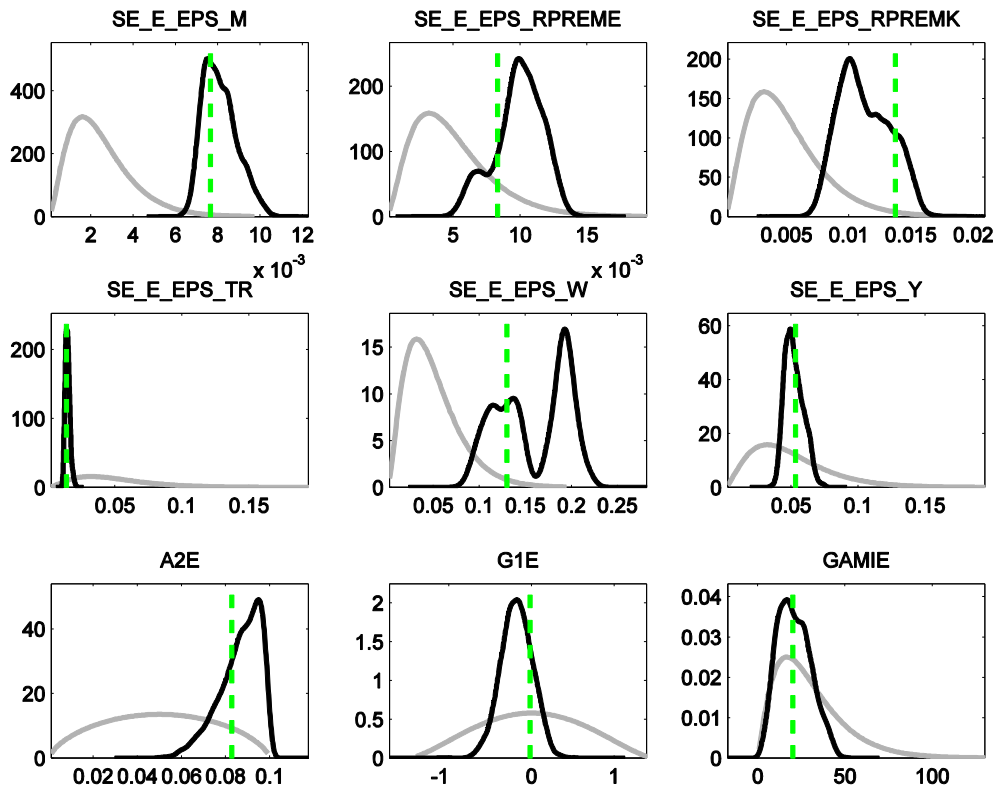 SE_E_EPS_M SE_E_EPS_RPREME SE_E_EPS_RPREMK
400
200
0
2 4 6 8 10 12
x 10-3
200
100
0
5 10 15
x 10-3
200
150
100
50
0
0.005 0.01 0.015 0.02
SE_E_EPS_TR SE_E_EPS_W SE_E_EPS_Y
200
100
0
0.05 0.1 0.15
15
10
5
0
0.05 0.1 0.15 0.2 0.25
60
40
20
0
0.05 0.1 0.15
A2E G1E GAMIE
40
20
0
0.02 0.04 0.06 0.08 0.1
2
1.5
1
0.5
0
-1 0 1
0.04
0.03
0.02
0.01
0
0 50 100